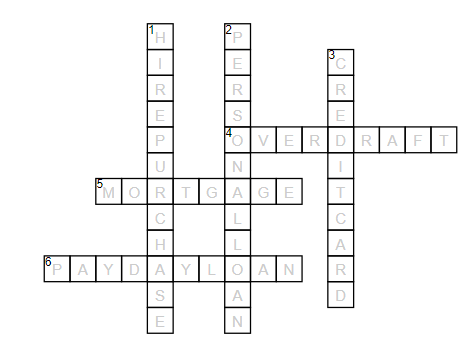 1 HIREPURCHASE
2 PERSONALLOAN
3 CREDITCARD
4 OVERDRAFT
5 MORTGAGE
6 PAYDAYLOAN